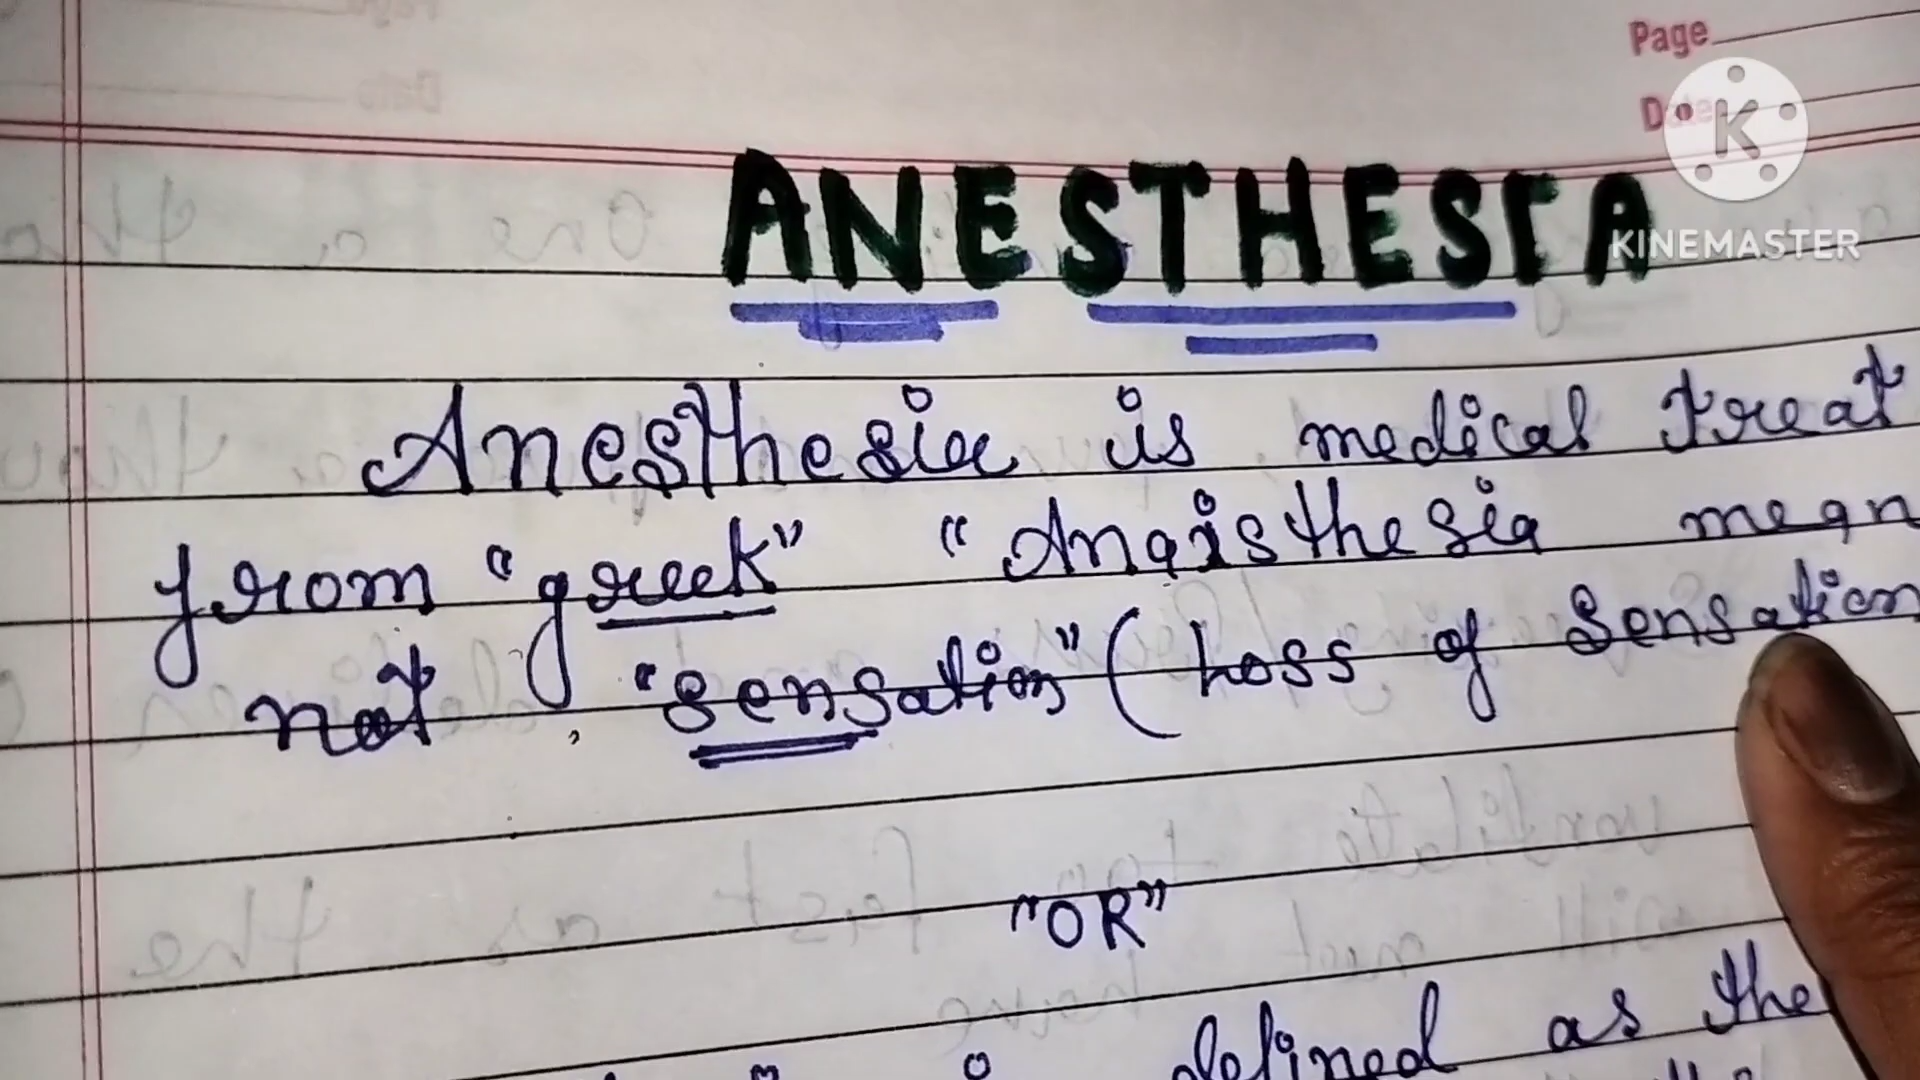 Page
Date
K
KINEMASTER
ANESTHESIA
Anesthesia is medical treat
from "greek" "Anaisthesia mean
not "sensation" (Loss of Sensation
"OR"
defined as the